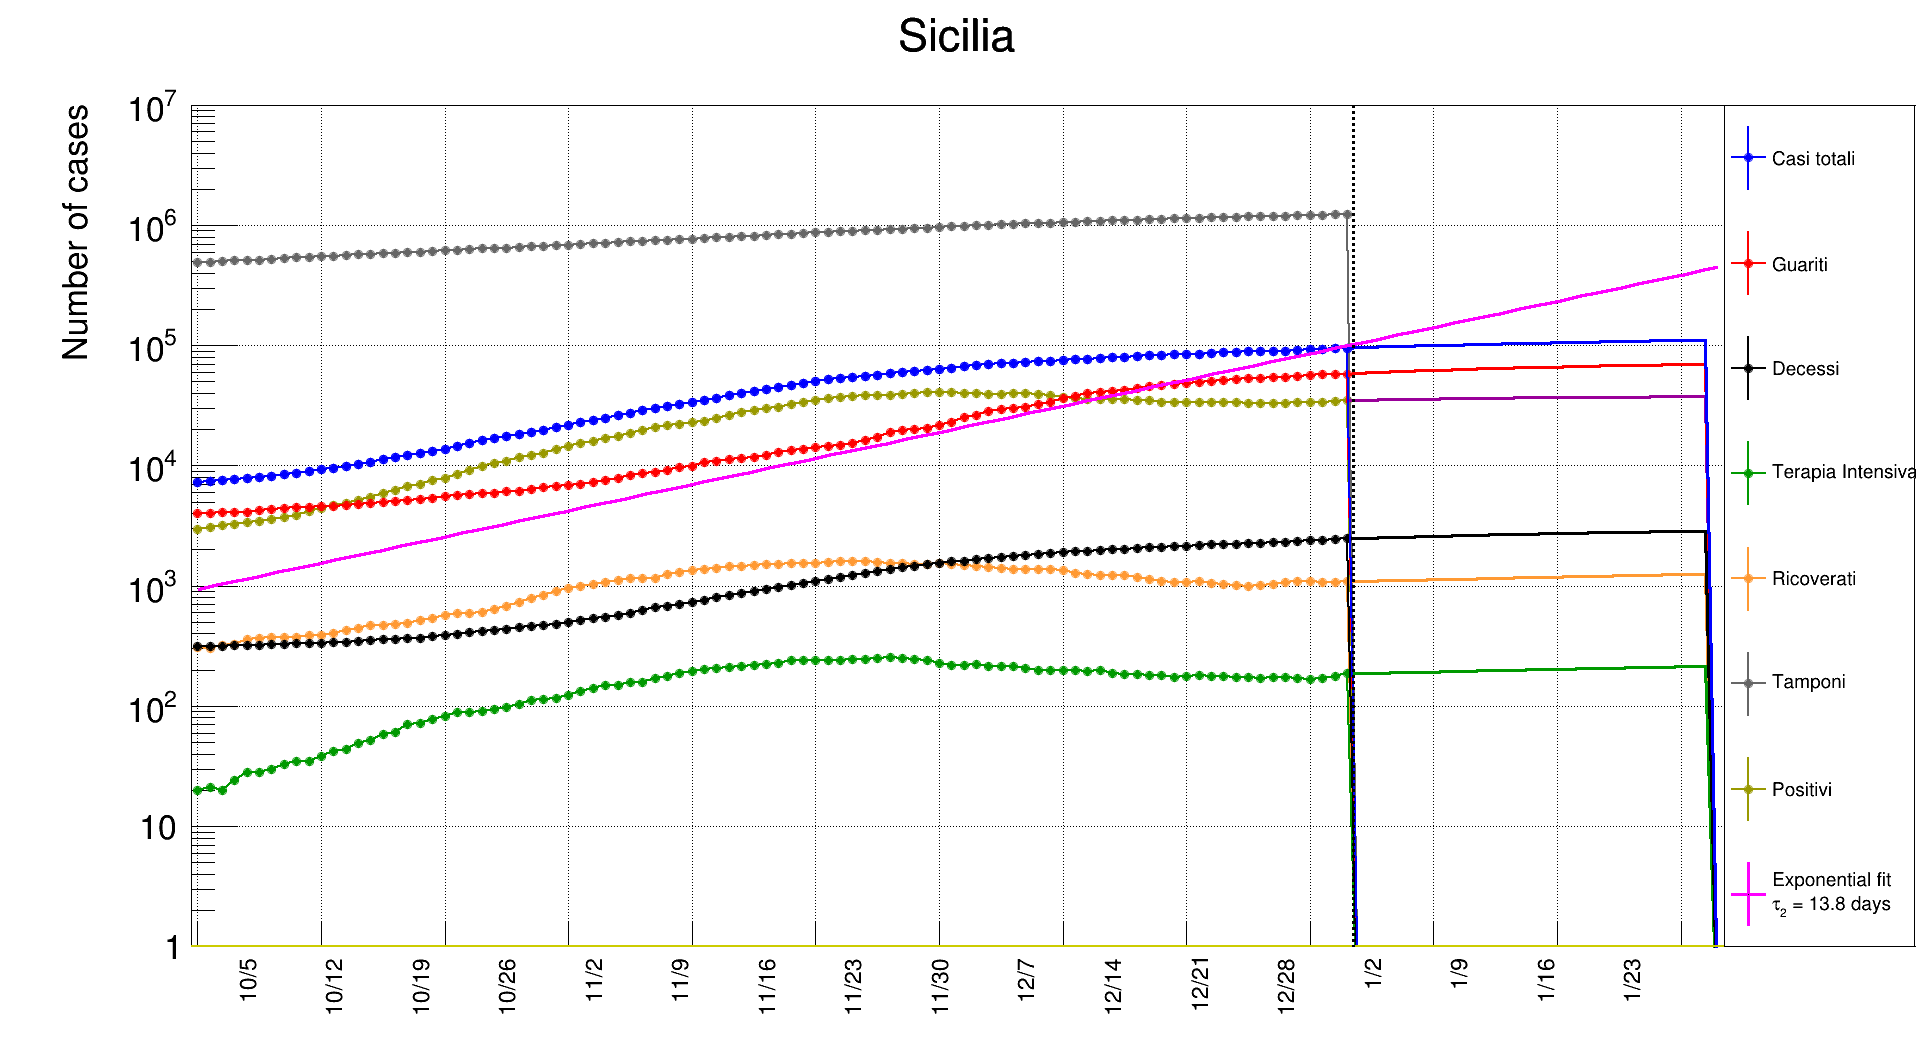 Sicilia
Number of cases
10^7
10^6
10^5
10^4
10^3
10^2
10
1
10/5 10/12 10/19 10/26 11/2 11/9 11/16 11/23 11/30 12/7 12/14 12/21 12/28 1/2 1/9 1/16 1/23
Casi totali
Guariti
Decessi
Terapia Intensiva
Ricoverati
Tamponi
Positivi
Exponential fit
τ₂ = 13.8 days